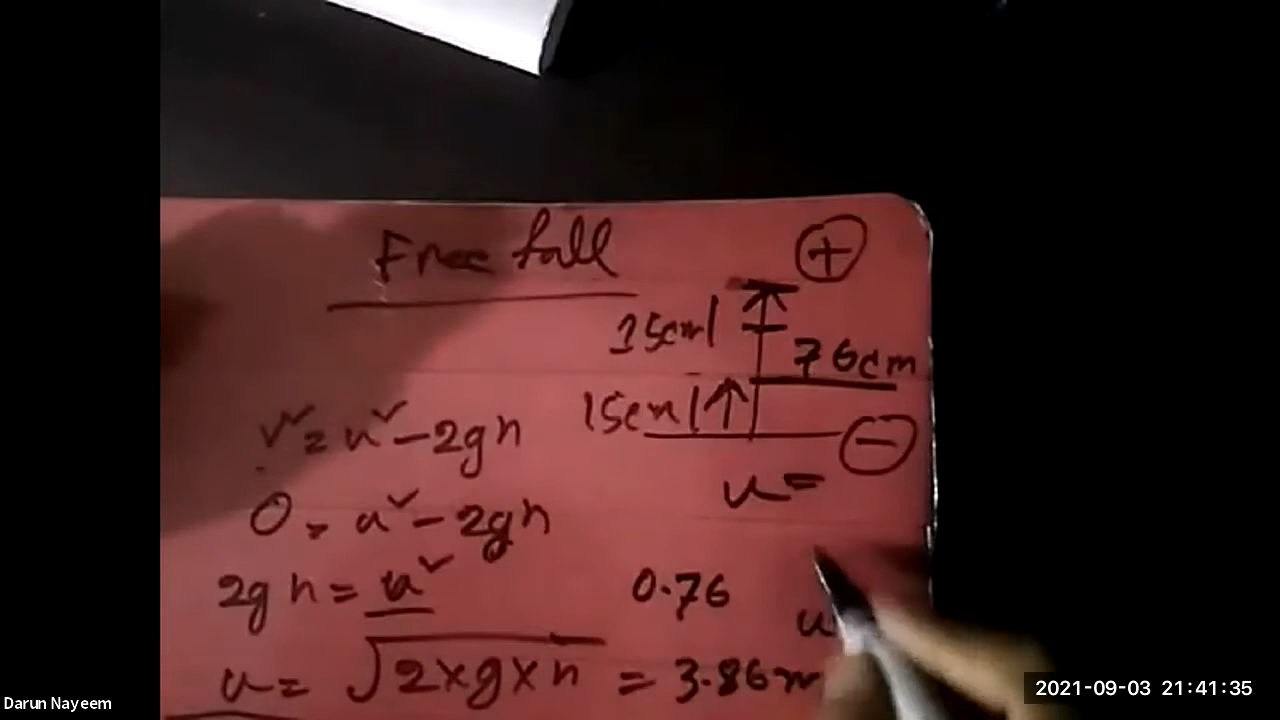 Free fall
+
15cm
76cm
15cm
−
v² = u² - 2gh
u =
0 = u² - 2gh
2gh = u²
0.76
u
u = √2×g×h = 3.86 m
Darun Nayeem
2021-09-03 21:41:35